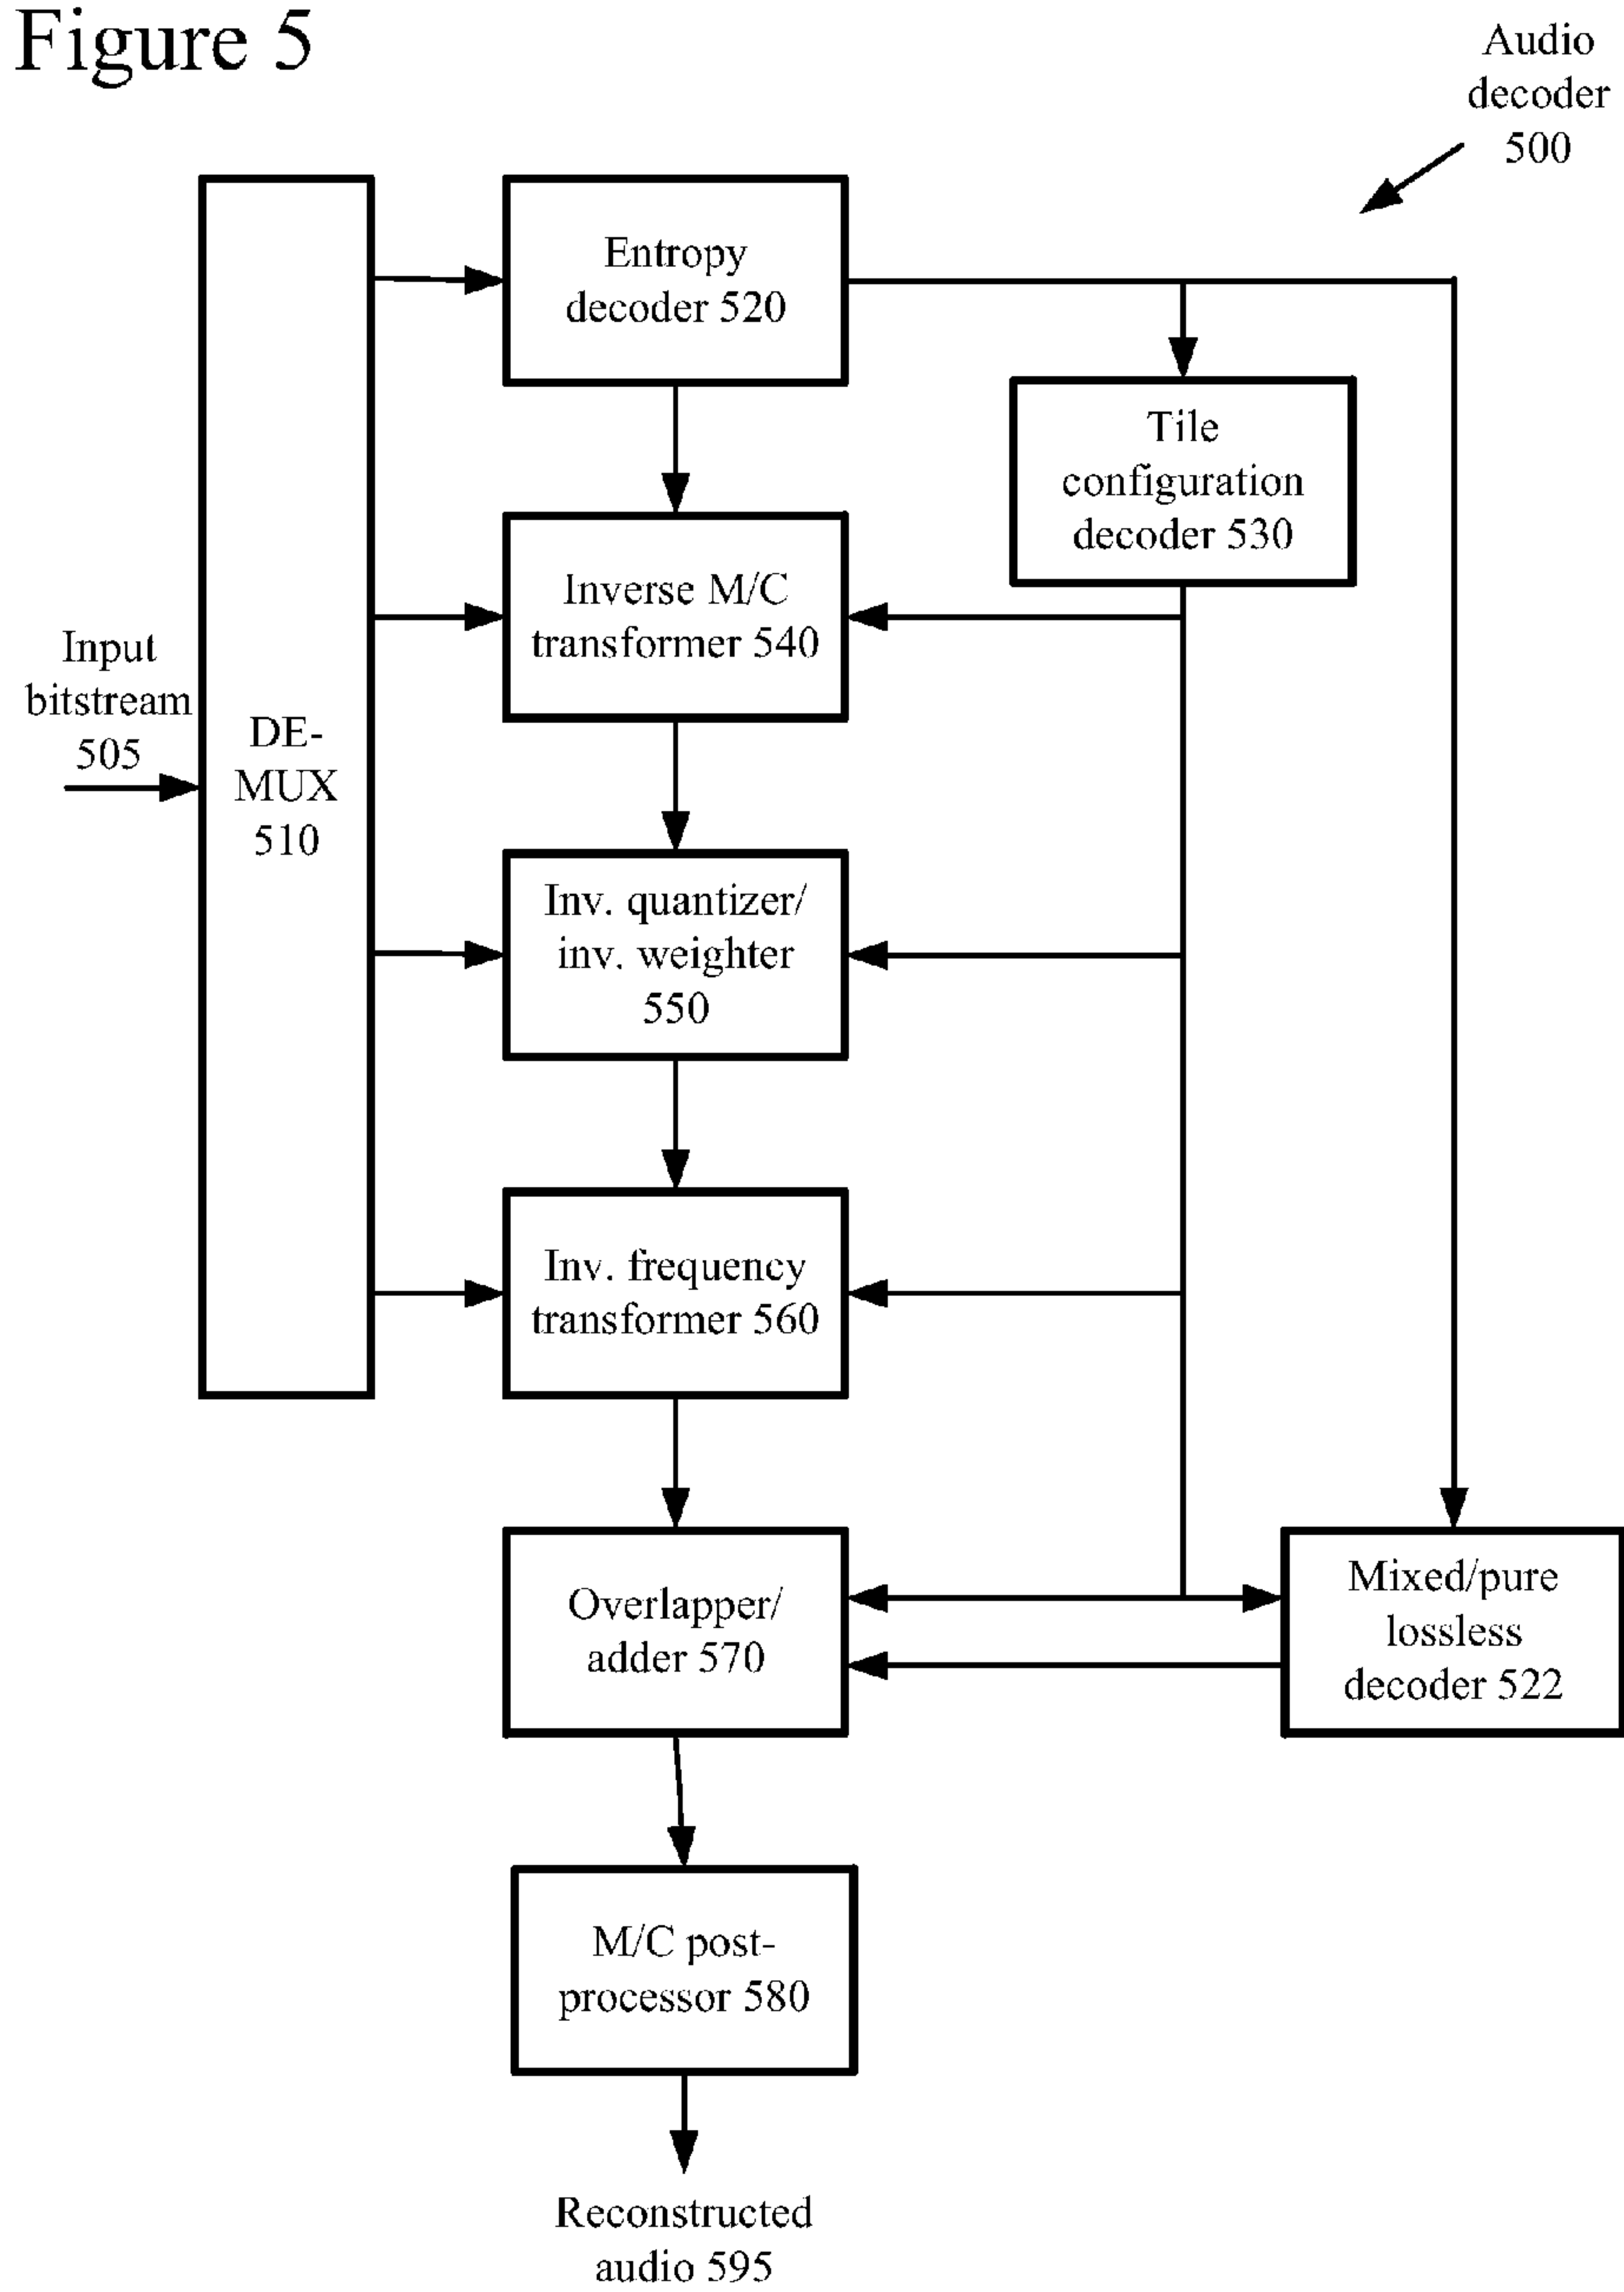 Figure 5
Audio
decoder
500
Entropy
decoder 520
Tile
configuration
decoder 530
Inverse M/C
transformer 540
Input
bitstream
505
DE-
MUX
510
Inv. quantizer/
inv. weighter
550
Inv. frequency
transformer 560
Overlapper/
adder 570
Mixed/pure
lossless
decoder 522
M/C post-
processor 580
Reconstructed
audio 595